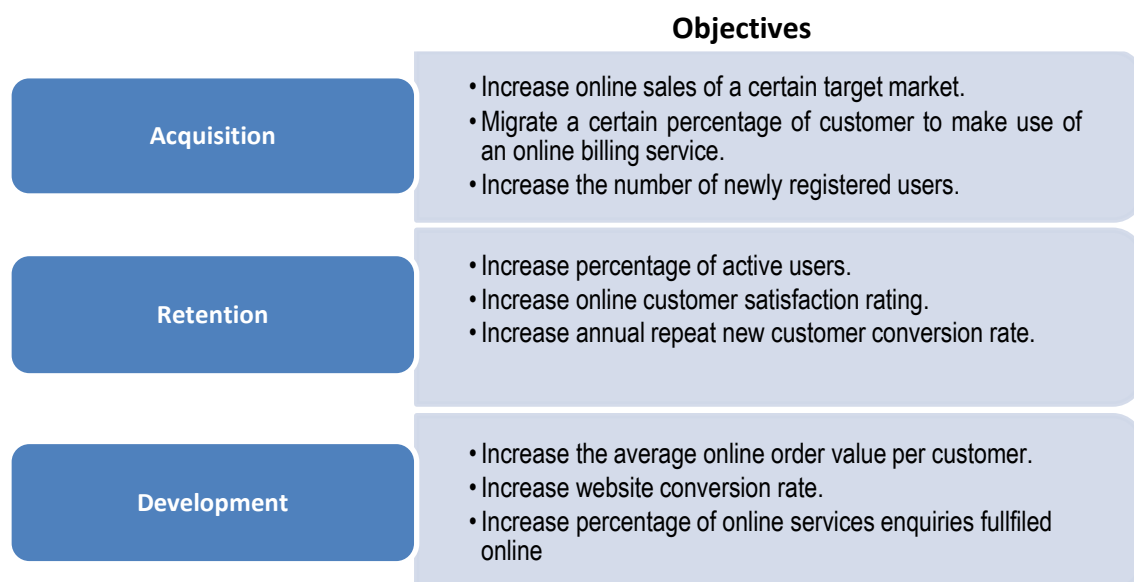 Objectives
Acquisition
• Increase online sales of a certain target market.
• Migrate a certain percentage of customer to make use of
an online billing service.
• Increase the number of newly registered users.
Retention
• Increase percentage of active users.
• Increase online customer satisfaction rating.
• Increase annual repeat new customer conversion rate.
Development
• Increase the average online order value per customer.
• Increase website conversion rate.
• Increase percentage of online services enquiries fullfiled
online